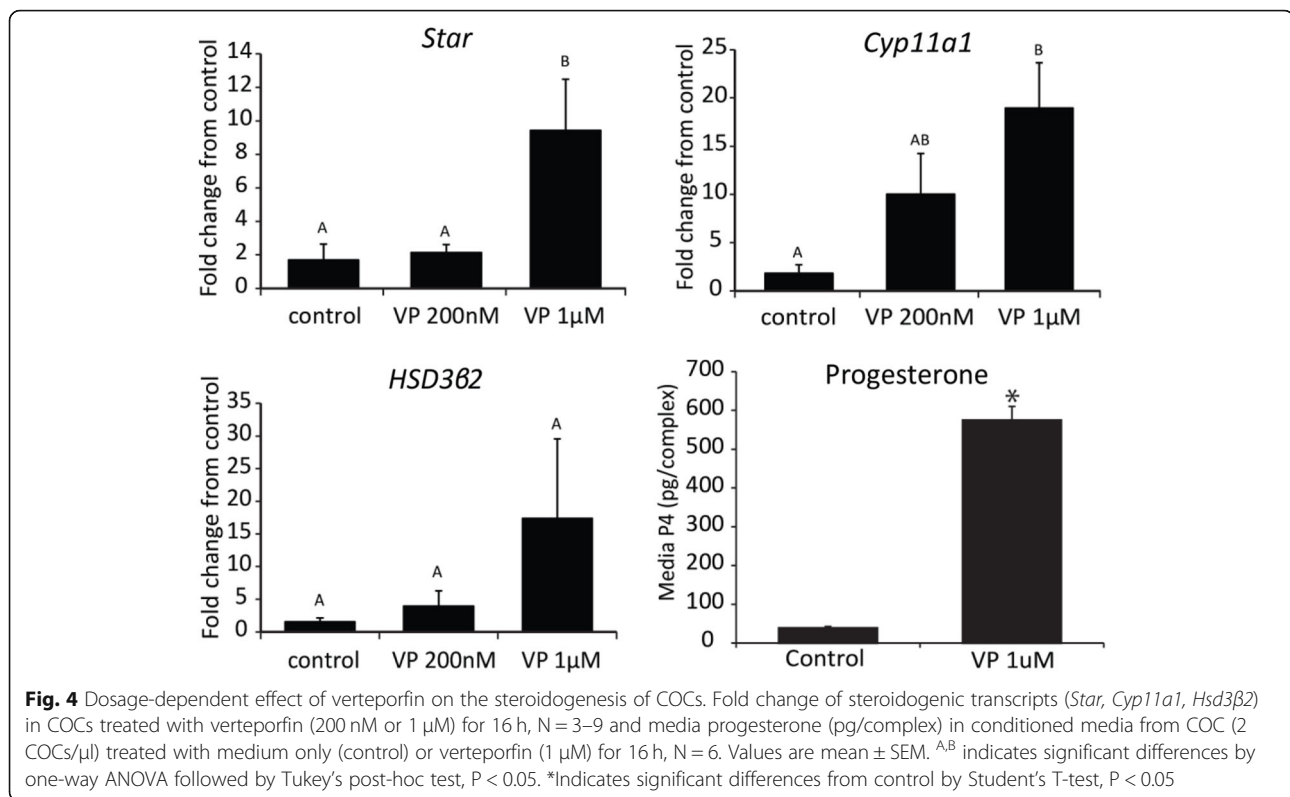 Star
Fold change from control
14
12
10
8
6
4
2
0
A
A
B
control VP 200nM VP 1µM
Cyp11a1
Fold change from control
25
20
15
10
5
0
A
AB
B
control VP 200nM VP 1µM
HSD3β2
Fold change from control
35
30
25
20
15
10
5
0
A
A
A
control VP 200nM VP 1µM
Progesterone
Media P4 (pg/complex)
700
600
500
400
300
200
100
0
*
Control VP 1uM
Fig. 4 Dosage-dependent effect of verteporfin on the steroidogenesis of COCs. Fold change of steroidogenic transcripts (Star, Cyp11a1, Hsd3β2)
in COCs treated with verteporfin (200 nM or 1 µM) for 16 h, N = 3–9 and media progesterone (pg/complex) in conditioned media from COC (2
COCs/µl) treated with medium only (control) or verteporfin (1 µM) for 16 h, N = 6. Values are mean ± SEM. A,B indicates significant differences by
one-way ANOVA followed by Tukey's post-hoc test, P < 0.05. *Indicates significant differences from control by Student's T-test, P < 0.05